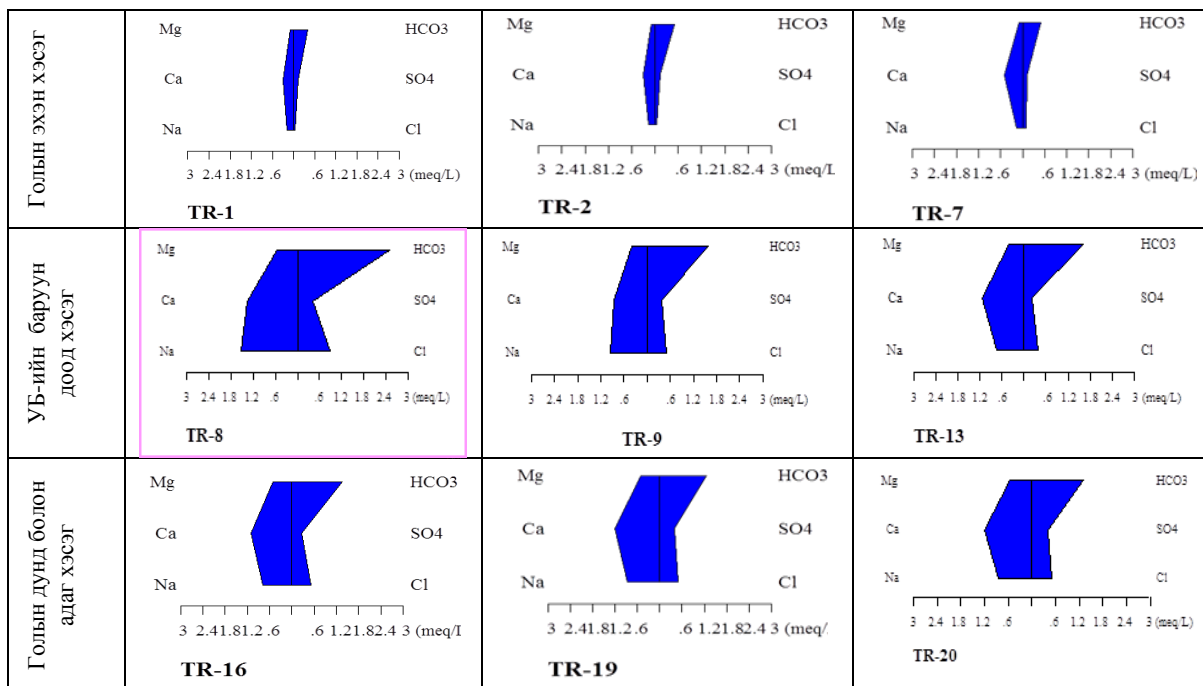 Голын эхэн хэсэг
Mg HCO3
Ca SO4
Na Cl
3 2.41.81.2 .6 .6 1.21.82.4 3 (meq/L)
TR-1
Mg HCO3
Ca SO4
Na Cl
3 2.41.81.2 .6 .6 1.21.82.4 3 (meq/L
TR-2
Mg HCO3
Ca SO4
Na Cl
3 2.41.81.2 .6 .6 1.21.82.4 3 (meq/L)
TR-7
УБ-ийн баруун
доод хэсэг
Mg HCO3
Ca SO4
Na Cl
3 2.4 1.8 1.2 .6 .6 1.2 1.8 2.4 3 (meq/L)
TR-8
Mg HCO3
Ca SO4
Na Cl
3 2.4 1.8 1.2 .6 .6 1.2 1.8 2.4 3 (meq/L)
TR-9
Mg HCO3
Ca SO4
Na Cl
3 2.4 1.8 1.2 .6 .6 1.2 1.8 2.4 3 (meq/L)
TR-13
Голын дунд болон
адаг хэсэг
Mg HCO3
Ca SO4
Na Cl
3 2.41.81.2 .6 .6 1.21.82.4 3 (meq/I
TR-16
Mg HCO3
Ca SO4
Na Cl
3 2.41.81.2 .6 .6 1.21.82.4 3 (meq/
TR-19
Mg HCO3
Ca SO4
Na Cl
3 2.4 1.8 1.2 .6 .6 1.2 1.8 2.4 3 (meq/L)
TR-20